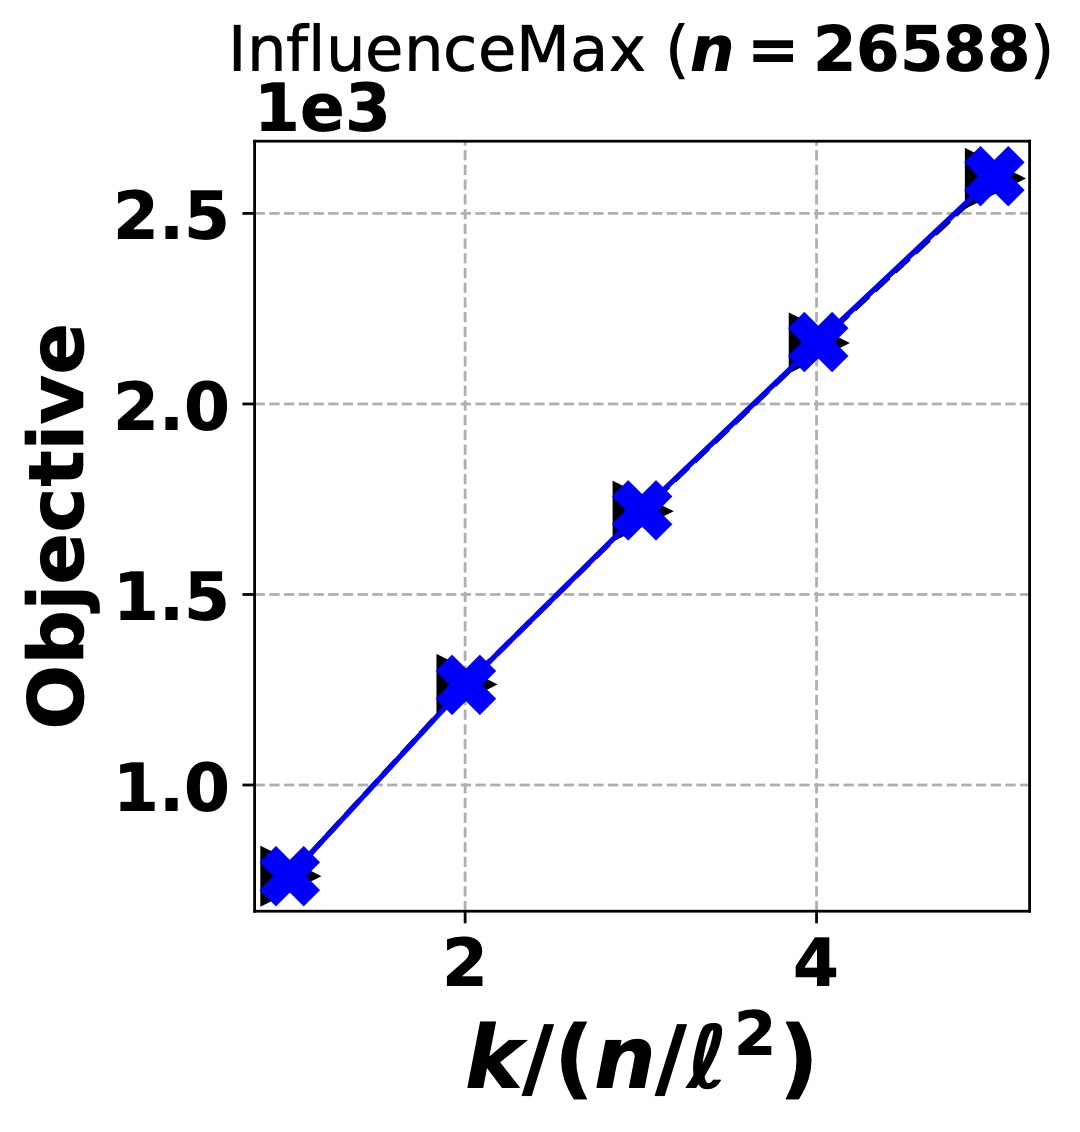 InfluenceMax (n = 26588)
1e3
2.5
2.0
1.5
1.0
Objective
2
4
k/(n/ℓ²)